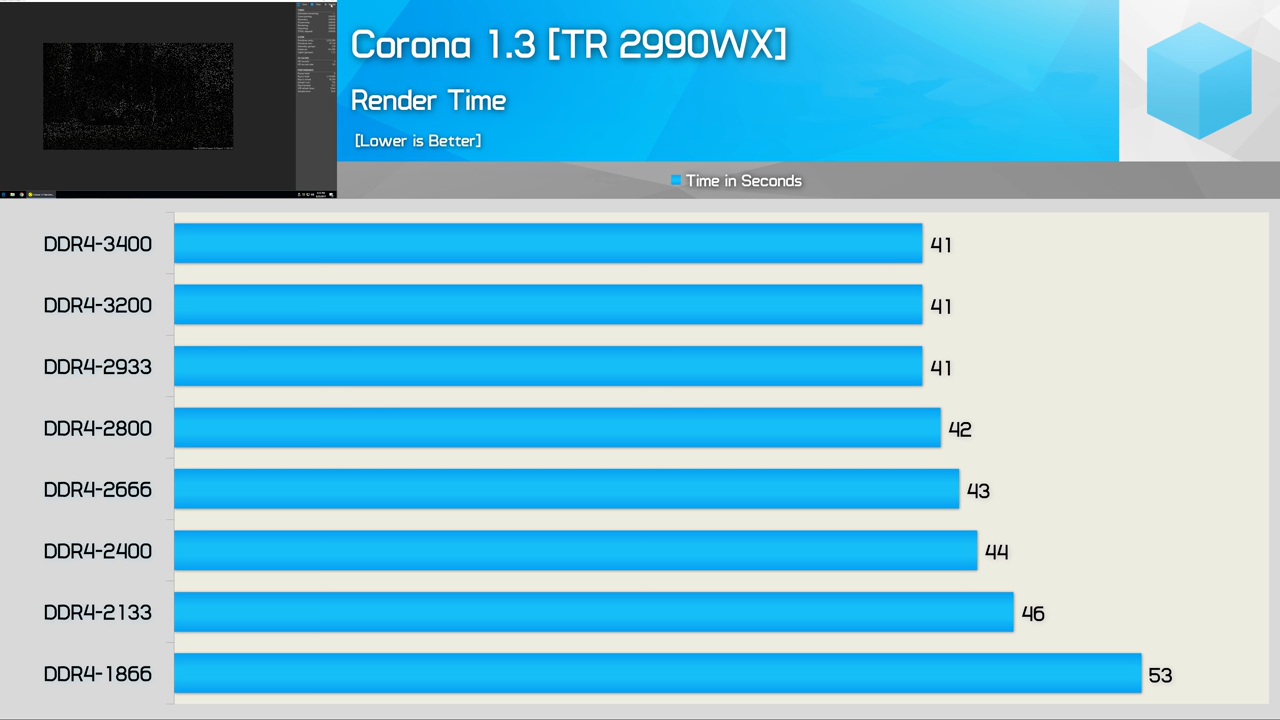 Corona 1.3 [TR 2990WX]
Render Time
[Lower is Better]
Time in Seconds
DDR4-3400 41
DDR4-3200 41
DDR4-2933 41
DDR4-2800 42
DDR4-2666 43
DDR4-2400 44
DDR4-2133 46
DDR4-1866 53